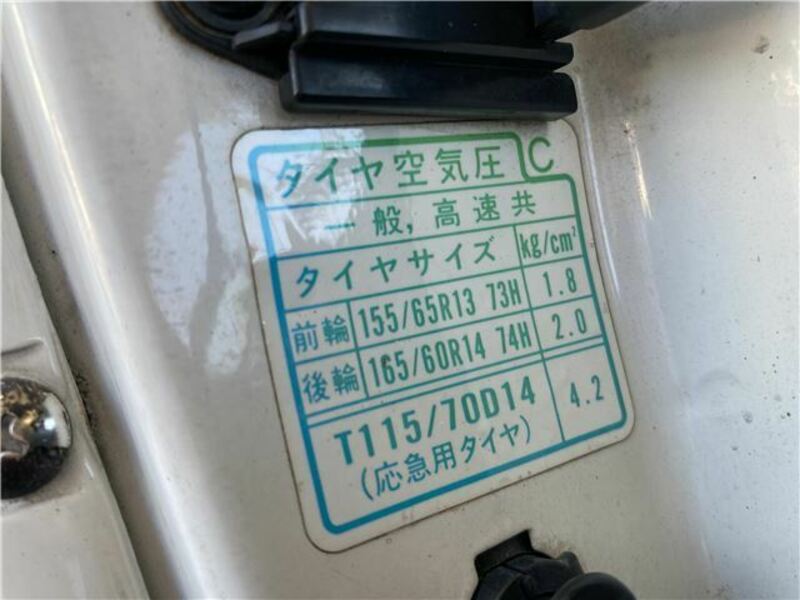 タイヤ空気圧 C
一般,高速共
タイヤサイズ kg/cm²
前輪 155/65R13 73H 1.8
後輪 165/60R14 74H 2.0
T115/70D14 4.2
(応急用タイヤ)